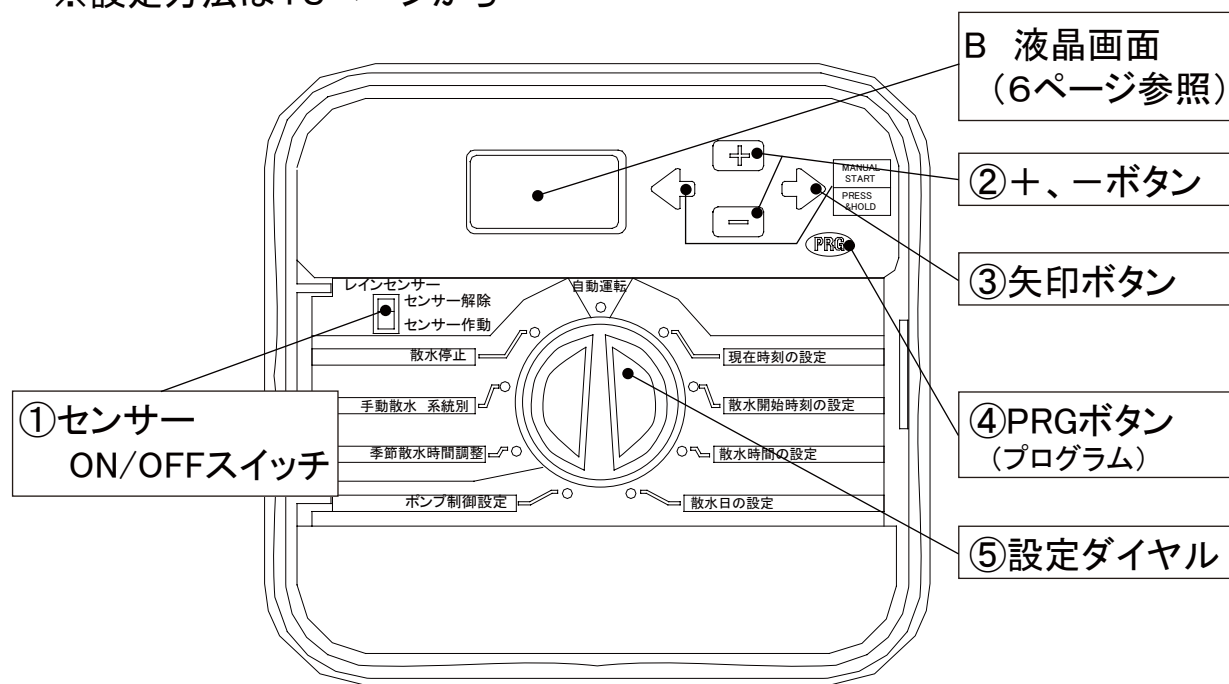 B 液晶画面
（6ページ参照）
②＋、－ボタン
MANUAL
START
PRESS
&HOLD
PRG
③矢印ボタン
レインセンサー
センサー解除
センサー作動
自動運転
散水停止
現在時刻の設定
①センサー
ON/OFFスイッチ
手動散水 系統別
散水開始時刻の設定
④PRGボタン
（プログラム）
季節散水時間調整
散水時間の設定
ポンプ制御設定
散水日の設定
⑤設定ダイヤル